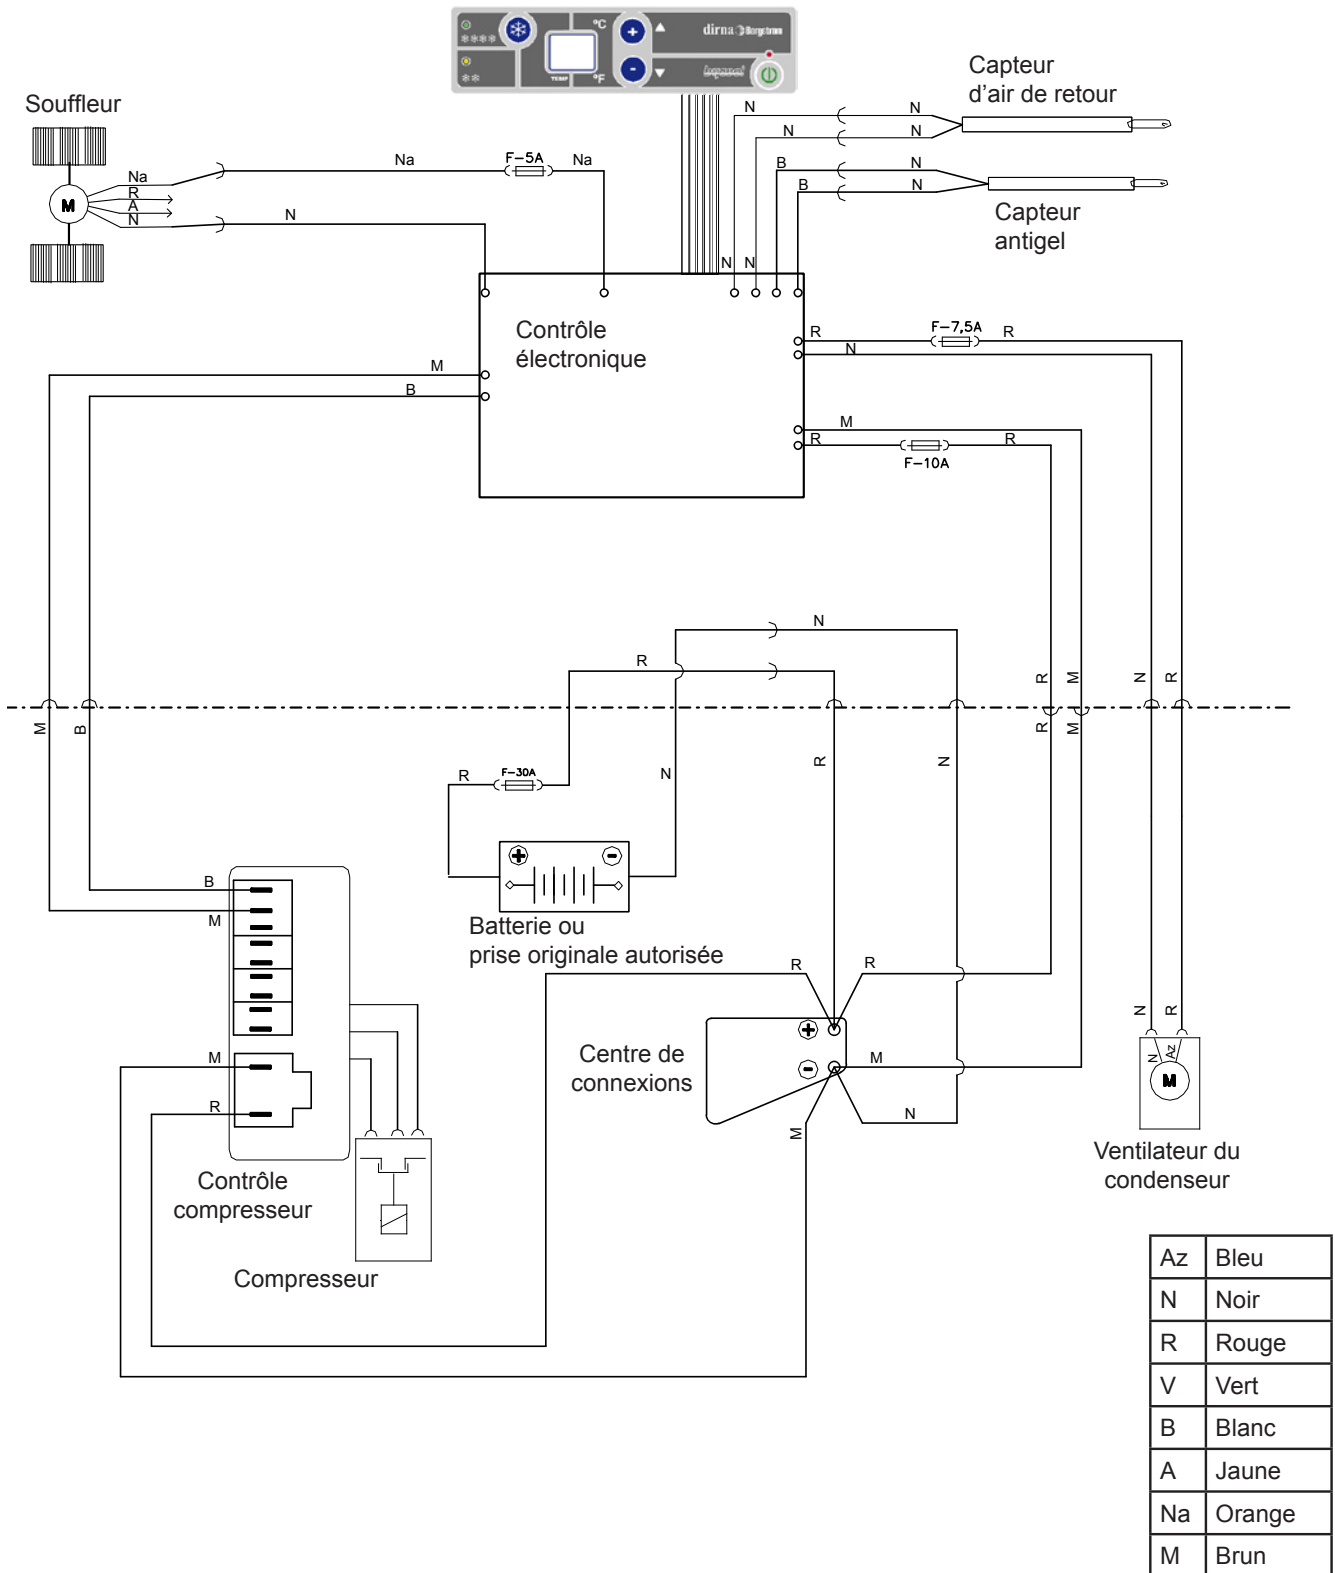 °C
°F
TEMP
dirna Bergstrom
Souffleur
Capteur
d'air de retour
Capteur
antigel
N
N
N
N
B
N
B
N
Na
Na
F-5A
Na
R
A
N
N
M
N
N
Contrôle
électronique
R
F-7,5A
R
N
M
B
M
R
F-10A
R
N
R
R
M
N
R
M
B
R
M
R
F-30A
N
R
N
Batterie ou
prise originale autorisée
B
M
M
R
R
R
Centre de
connexions
M
N
M
N
R
N
Az
M
Ventilateur du
condenseur
Contrôle
compresseur
Compresseur
Az Bleu
N Noir
R Rouge
V Vert
B Blanc
A Jaune
Na Orange
M Brun